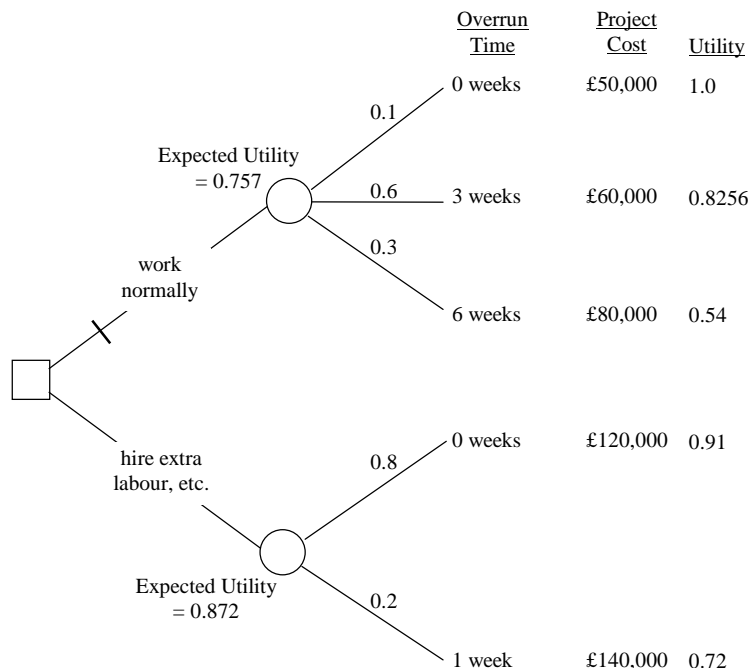 Overrun Time
Project Cost
Utility
0 weeks £50,000 1.0
0.1
Expected Utility
= 0.757
0.6
3 weeks £60,000 0.8256
0.3
work
normally
6 weeks £80,000 0.54
0 weeks £120,000 0.91
0.8
hire extra
labour, etc.
Expected Utility
= 0.872
0.2
1 week £140,000 0.72